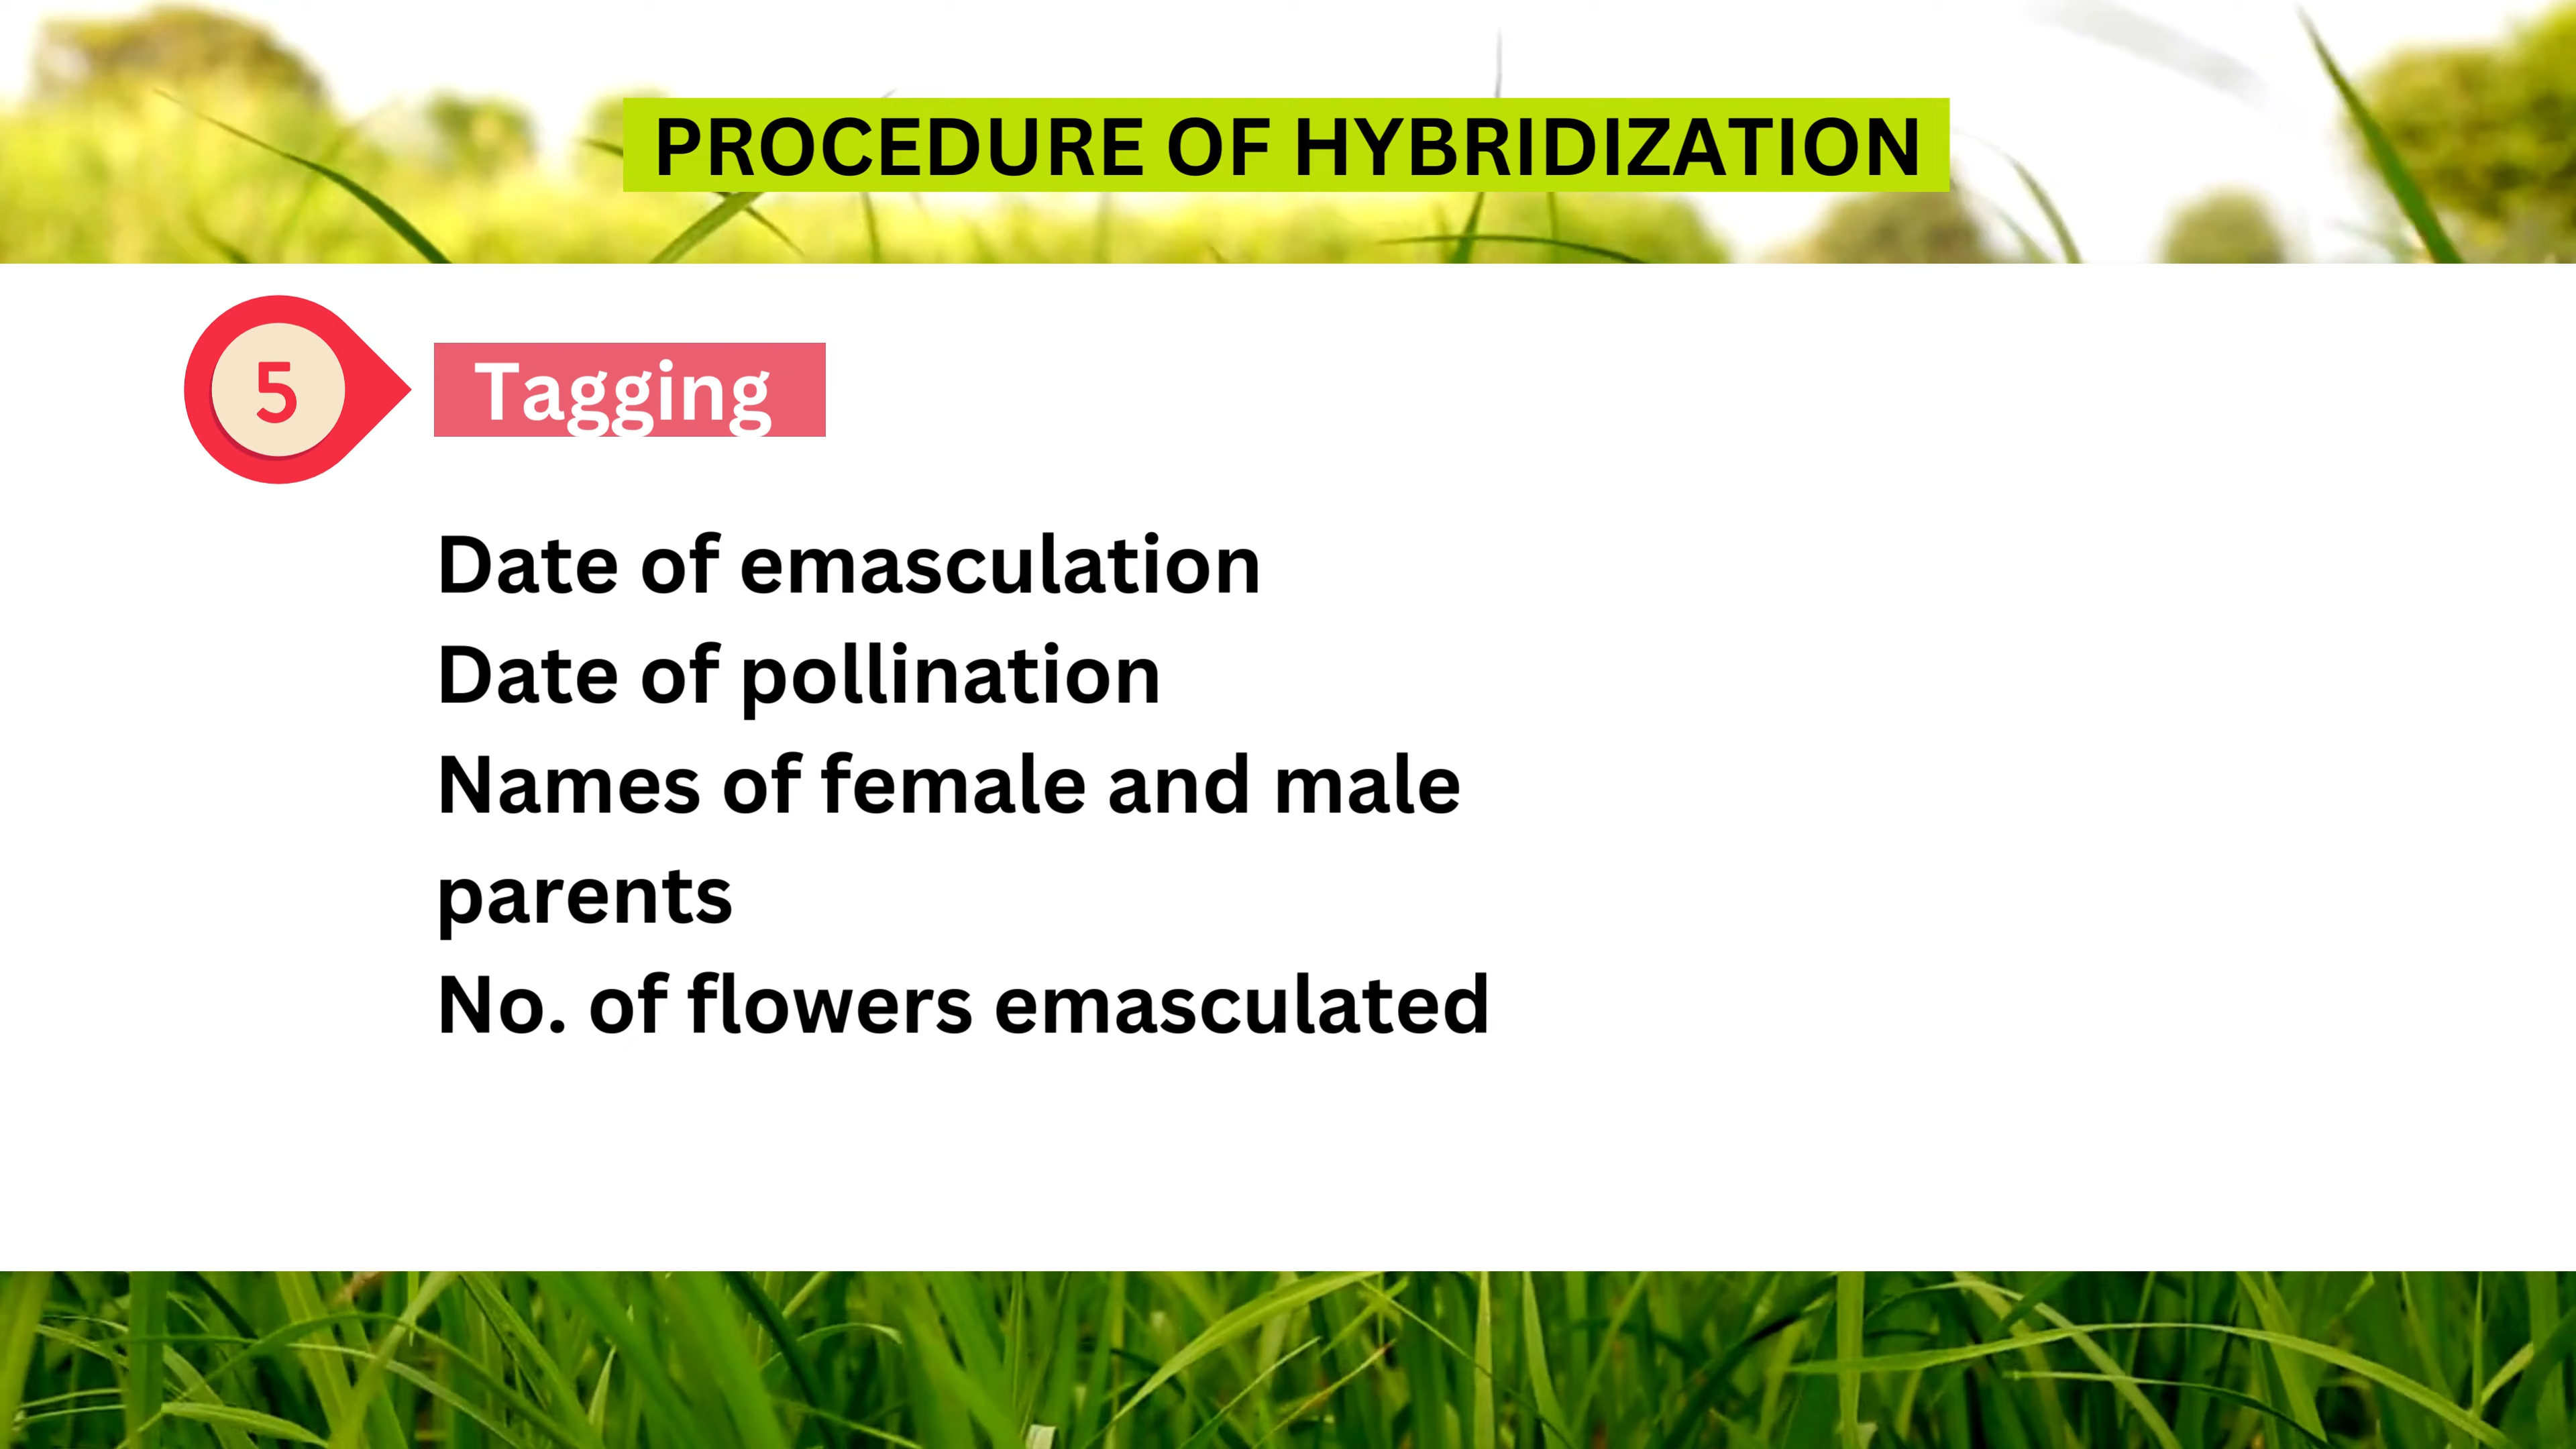 PROCEDURE OF HYBRIDIZATION
5
Tagging
Date of emasculation
Date of pollination
Names of female and male
parents
No. of flowers emasculated